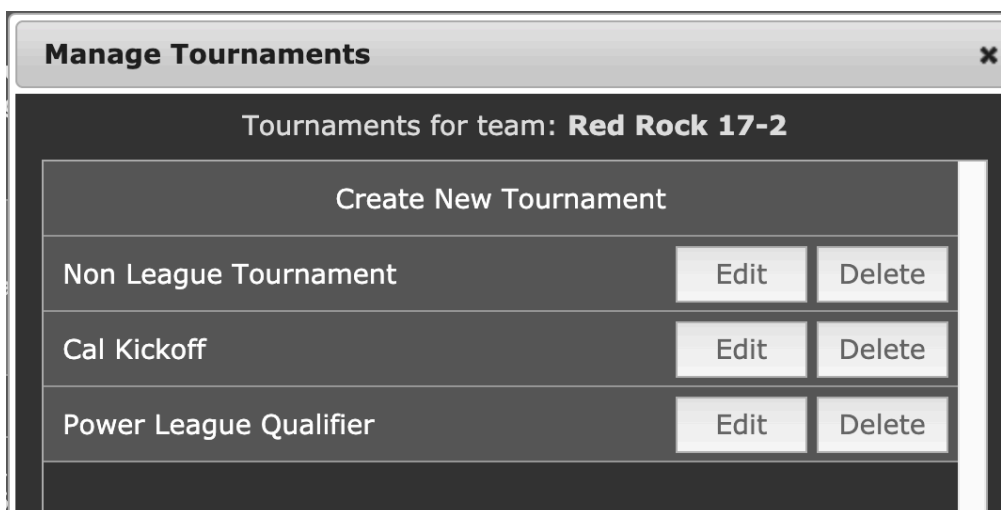 Manage Tournaments
Tournaments for team: Red Rock 17-2
Create New Tournament
Non League Tournament Edit Delete
Cal Kickoff Edit Delete
Power League Qualifier Edit Delete